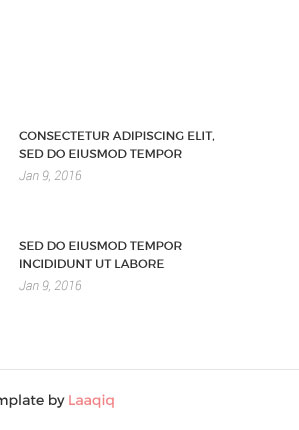 CONSECTETUR ADIPISCING ELIT,
SED DO EIUSMOD TEMPOR
Jan 9, 2016
SED DO EIUSMOD TEMPOR
INCIDIDUNT UT LABORE
Jan 9, 2016
mplate by Laaqiq